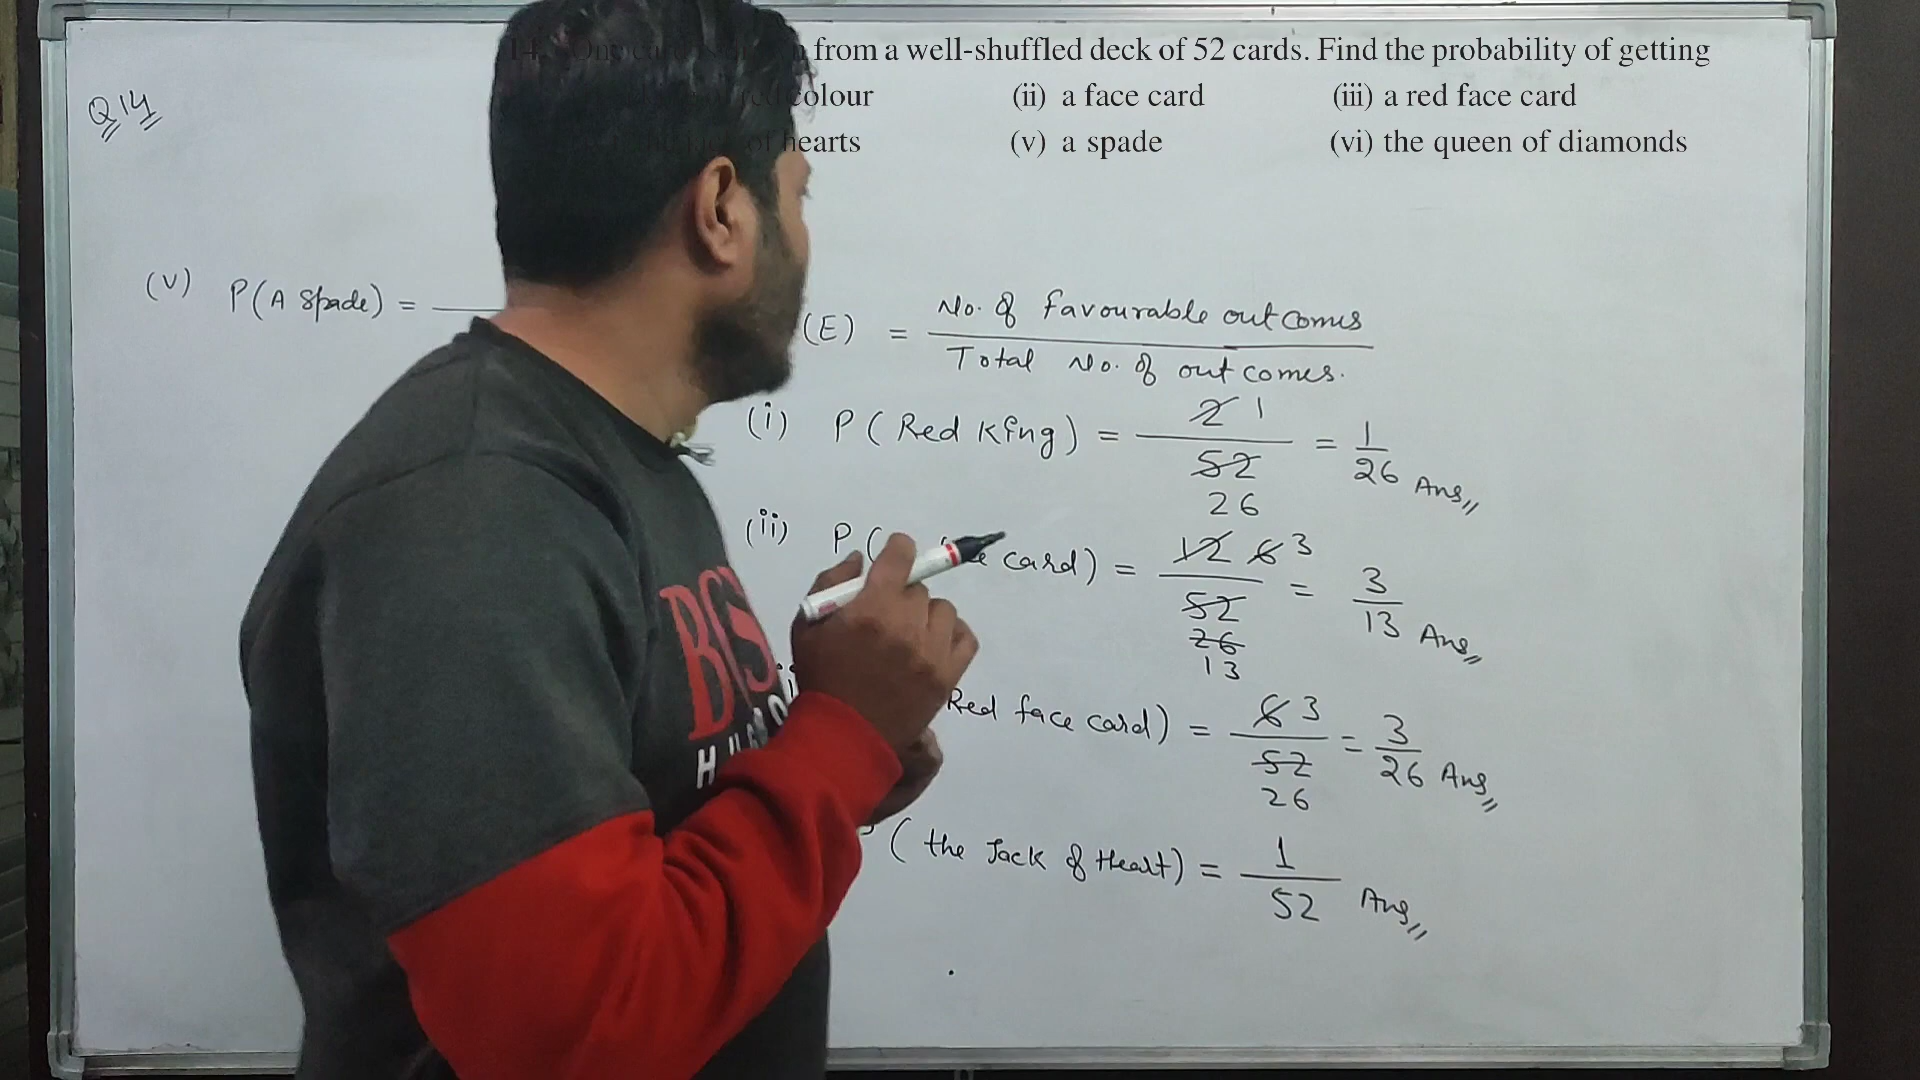 from a well-shuffled deck of 52 cards. Find the probability of getting
colour (ii) a face card (iii) a red face card
hearts (v) a spade (vi) the queen of diamonds
Q14
(v) P(A Spade) =
(E) = No. of favourable outcomes
Total No. of outcomes.
(i) P(Red King) = 2 1 / 52 26 = 1/26 Ans
(ii) P( card) = 12 6 3 / 52 26 13 = 3/13 Ans
Red face card) = 6 3 / 52 26 = 3/26 Ans
(the Jack of Heart) = 1/52 Ans